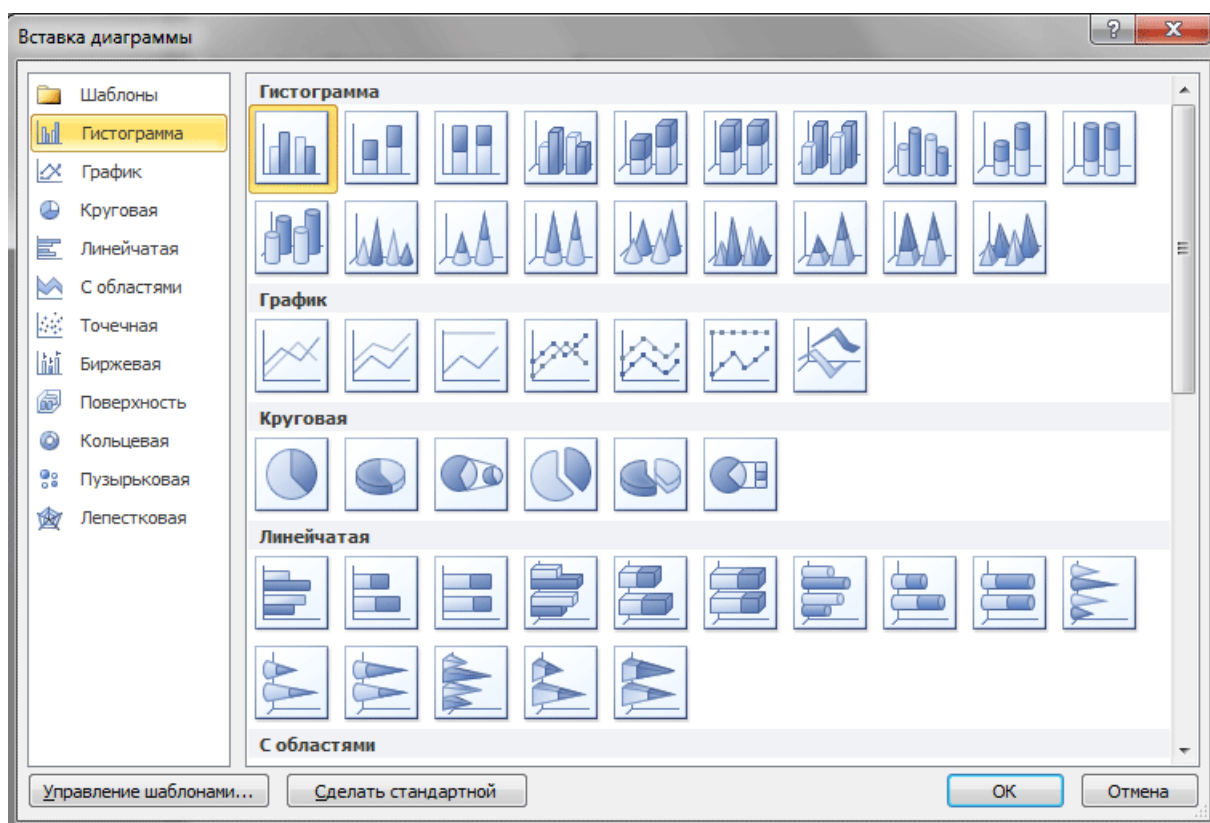 Вставка диаграммы
Шаблоны
Гистограмма
График
Круговая
Линейчатая
С областями
Точечная
Биржевая
Поверхность
Кольцевая
Пузырьковая
Лепестковая
Гистограмма
График
Круговая
Линейчатая
С областями
Управление шаблонами...
Сделать стандартной
ОК
Отмена